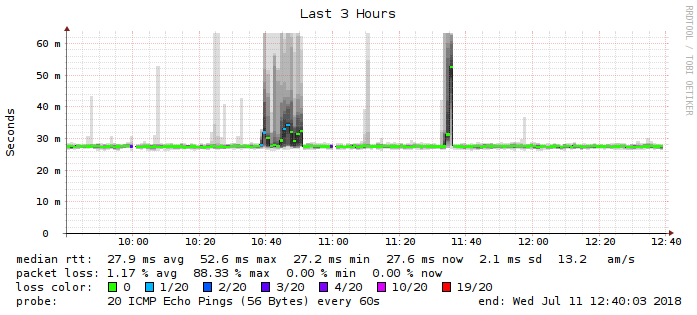 Last 3 Hours
RRDTOOL / TOBI OETIKER
Seconds
60 m
50 m
40 m
30 m
20 m
10 m
0
10:00 10:20 10:40 11:00 11:20 11:40 12:00 12:20 12:40
median rtt: 27.9 ms avg 52.6 ms max 27.2 ms min 27.6 ms now 2.1 ms sd 13.2 am/s
packet loss: 1.17 % avg 88.33 % max 0.00 % min 0.00 % now
loss color: 0 1/20 2/20 3/20 4/20 10/20 19/20
probe: 20 ICMP Echo Pings (56 Bytes) every 60s end: Wed Jul 11 12:40:03 2018